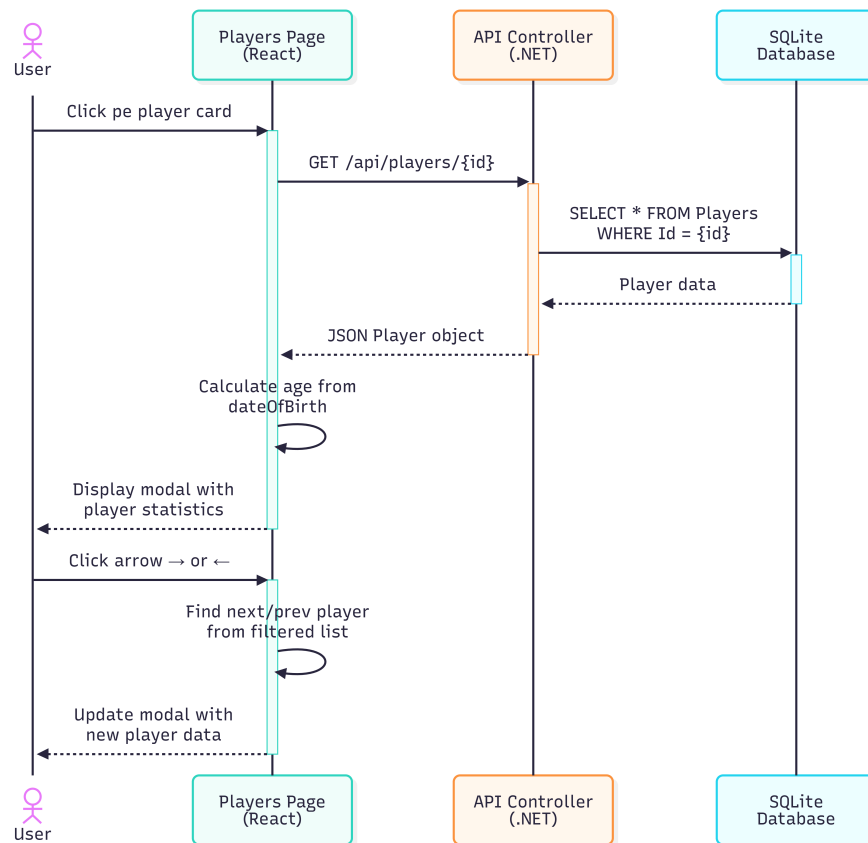 User
Players Page
(React)
API Controller
(.NET)
SQLite
Database
Click pe player card
GET /api/players/{id}
SELECT * FROM Players
WHERE Id = {id}
Player data
JSON Player object
Calculate age from
dateOfBirth
Display modal with
player statistics
Click arrow → or ←
Find next/prev player
from filtered list
Update modal with
new player data
User
Players Page
(React)
API Controller
(.NET)
SQLite
Database